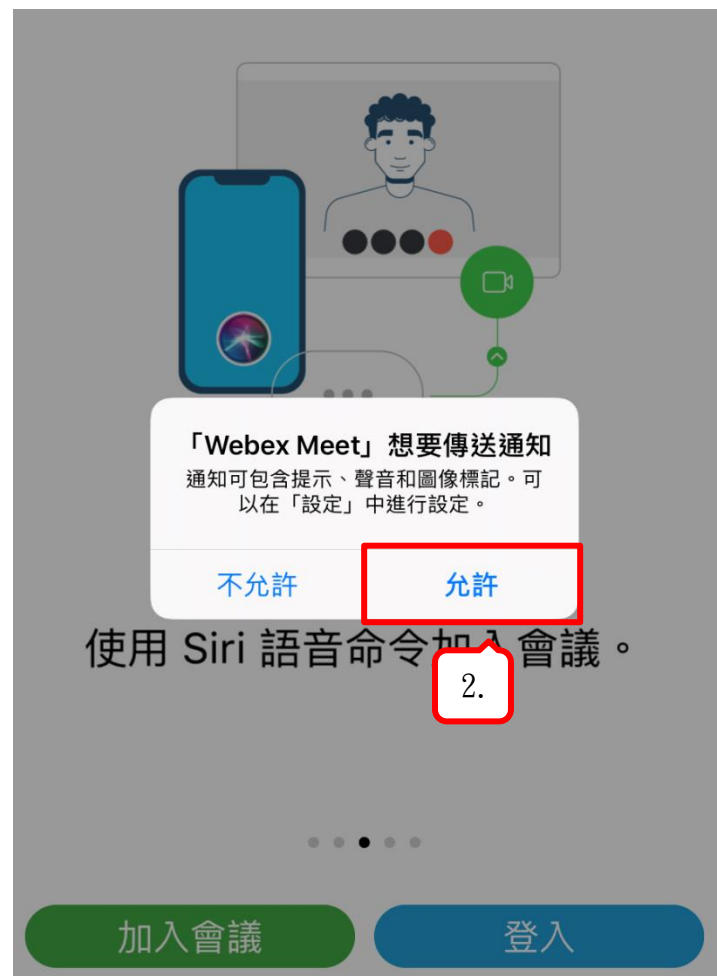 「Webex Meet」想要傳送通知
通知可包含提示、聲音和圖像標記。可
以在「設定」中進行設定。
不允許
允許
使用 Siri 語音命令加入會議。
2.
加入會議
登入